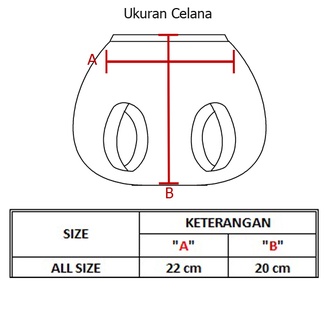 Ukuran Celana
A
B
SIZE KETERANGAN
"A" "B"
ALL SIZE 22 cm 20 cm